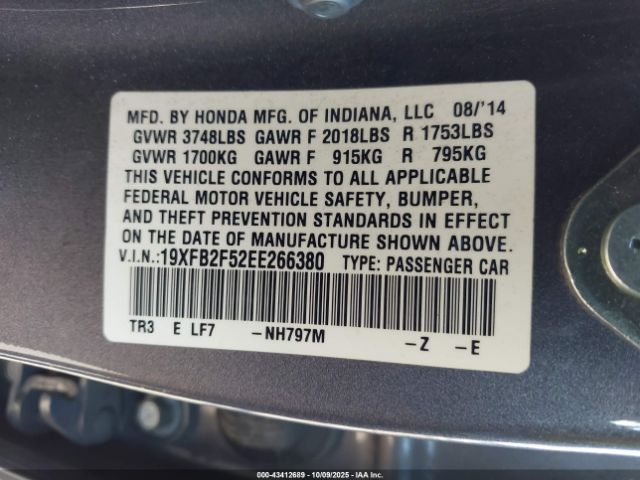 MFD. BY HONDA MFG. OF INDIANA, LLC 08/'14
GVWR 3748LBS GAWR F 2018LBS R 1753LBS
GVWR 1700KG GAWR F 915KG R 795KG
THIS VEHICLE CONFORMS TO ALL APPLICABLE
FEDERAL MOTOR VEHICLE SAFETY, BUMPER,
AND THEFT PREVENTION STANDARDS IN EFFECT
ON THE DATE OF MANUFACTURE SHOWN ABOVE.
V.I.N.:19XFB2F52EE266380 TYPE: PASSENGER CAR
TR3 E LF7 -NH797M -Z -E
000-43412689 | 10/09/2025 | IAA Inc.